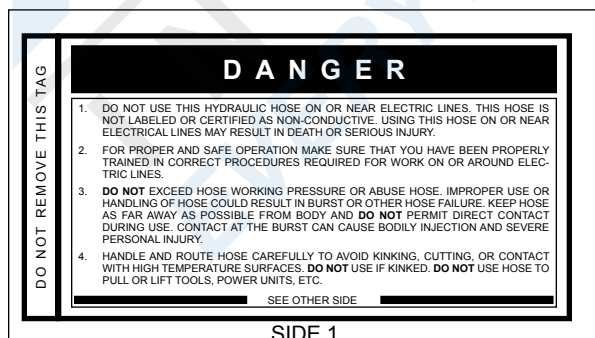 DO NOT REMOVE THIS TAG
DANGER
1. DO NOT USE THIS HYDRAULIC HOSE ON OR NEAR ELECTRIC LINES. THIS HOSE IS
NOT LABELED OR CERTIFIED AS NON-CONDUCTIVE. USING THIS HOSE ON OR NEAR
ELECTRICAL LINES MAY RESULT IN DEATH OR SERIOUS INJURY.
2. FOR PROPER AND SAFE OPERATION MAKE SURE THAT YOU HAVE BEEN PROPERLY
TRAINED IN CORRECT PROCEDURES REQUIRED FOR WORK ON OR AROUND ELEC-
TRIC LINES.
3. DO NOT EXCEED HOSE WORKING PRESSURE OR ABUSE HOSE. IMPROPER USE OR
HANDLING OF HOSE COULD RESULT IN BURST OR OTHER HOSE FAILURE. KEEP HOSE
AS FAR AWAY AS POSSIBLE FROM BODY AND DO NOT PERMIT DIRECT CONTACT
DURING USE. CONTACT AT THE BURST CAN CAUSE BODILY INJECTION AND SEVERE
PERSONAL INJURY.
4. HANDLE AND ROUTE HOSE CAREFULLY TO AVOID KINKING, CUTTING, OR CONTACT
WITH HIGH TEMPERATURE SURFACES. DO NOT USE IF KINKED. DO NOT USE HOSE TO
PULL OR LIFT TOOLS, POWER UNITS, ETC.
SEE OTHER SIDE
SIDE 1